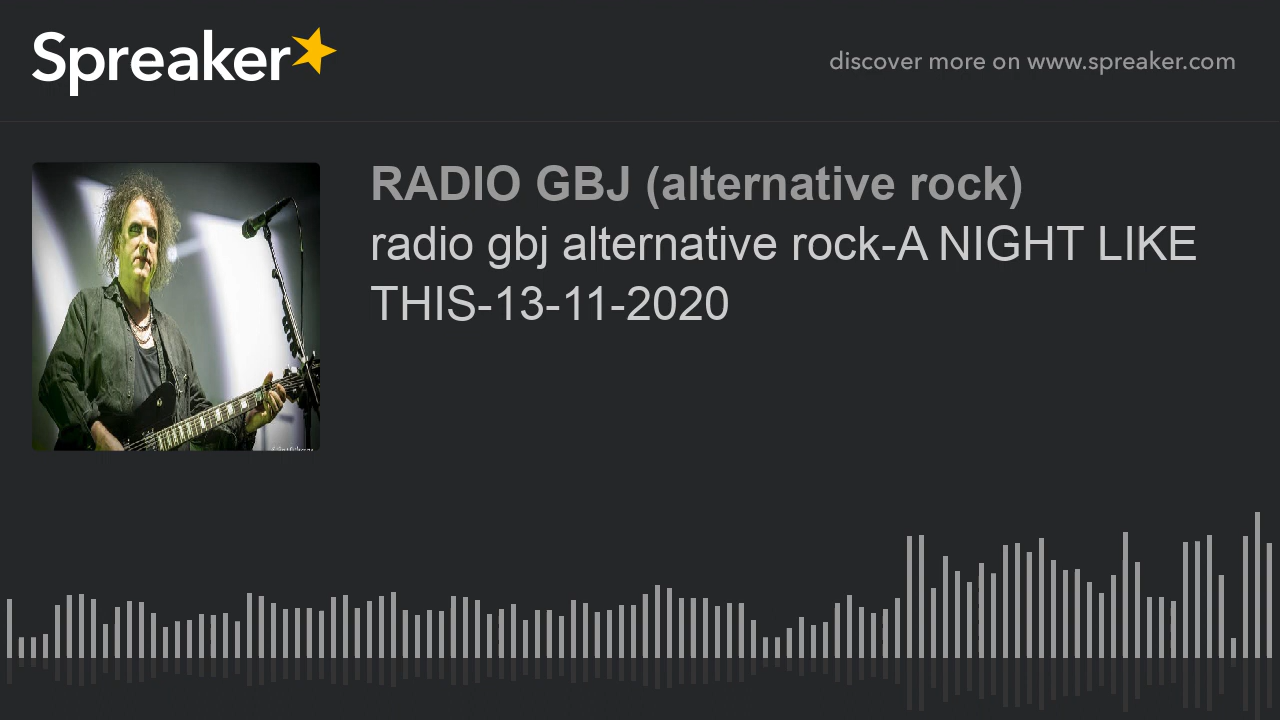 Spreaker
discover more on www.spreaker.com
RADIO GBJ (alternative rock)
radio gbj alternative rock-A NIGHT LIKE
THIS-13-11-2020